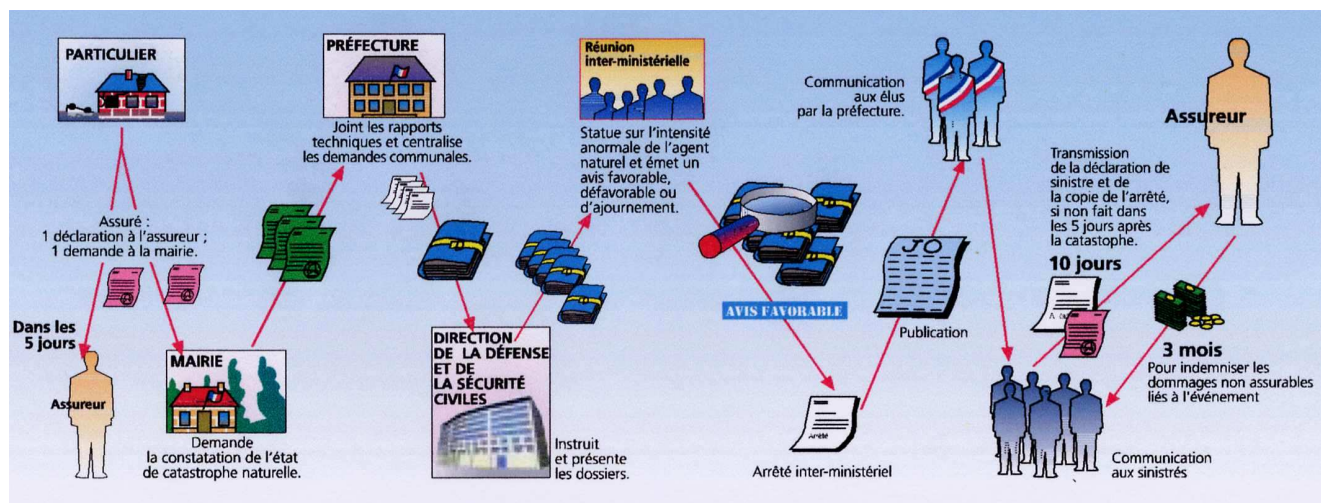 PARTICULIER
Assuré :
1 déclaration à l'assureur ;
1 demande à la mairie.
Dans les
5 jours
Assureur
MAIRIE
Demande
la constatation de l'état
de catastrophe naturelle.
PRÉFECTURE
Joint les rapports
techniques et centralise
les demandes communales.
DIRECTION
DE LA DÉFENSE
ET DE
LA SÉCURITÉ
CIVILES
Instruit
et présente
les dossiers.
Réunion
inter-ministérielle
Statue sur l'intensité
anormale de l'agent
naturel et émet un
avis favorable,
défavorable ou
d'ajournement.
AVIS FAVORABLE
Arrêté
Arrêté inter-ministériel
JO
Publication
Communication
aux élus
par la préfecture.
Assureur
Transmission
de la déclaration de
sinistre et de
la copie de l'arrêté,
si non fait dans
les 5 jours après
la catastophe.
10 jours
3 mois
Pour indemniser les
dommages non assurables
liés à l'événement
Communication
aux sinistrés